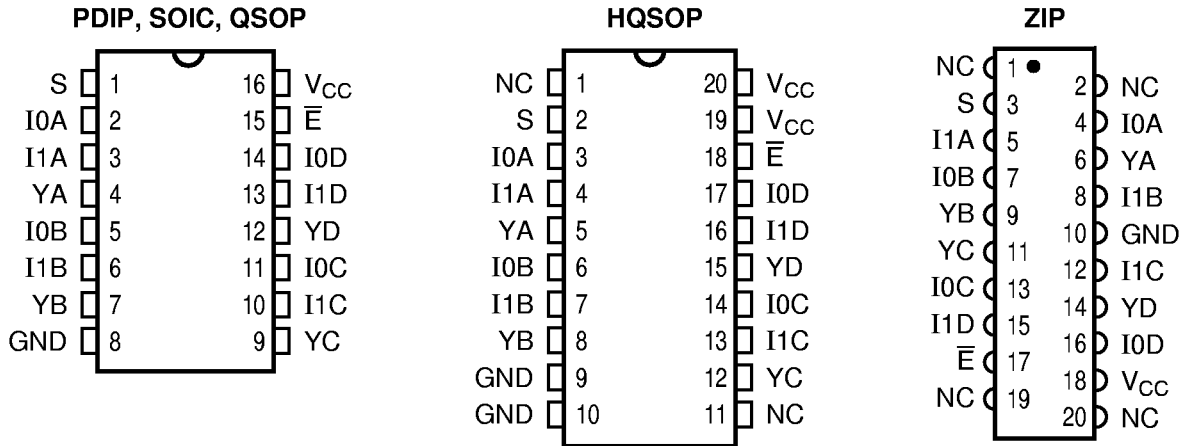 PDIP, SOIC, QSOP
S 1 16 VCC
I0A 2 15 E̅
I1A 3 14 I0D
YA 4 13 I1D
I0B 5 12 YD
I1B 6 11 I0C
YB 7 10 I1C
GND 8 9 YC
HQSOP
NC 1 20 VCC
S 2 19 VCC
I0A 3 18 E̅
I1A 4 17 I0D
YA 5 16 I1D
I0B 6 15 YD
I1B 7 14 I0C
YB 8 13 I1C
GND 9 12 YC
GND 10 11 NC
ZIP
NC 1
2 NC
S 3
4 I0A
I1A 5
6 YA
I0B 7
8 I1B
YB 9
10 GND
YC 11
12 I1C
I0C 13
14 YD
I1D 15
16 I0D
E̅ 17
18 VCC
NC 19
20 NC